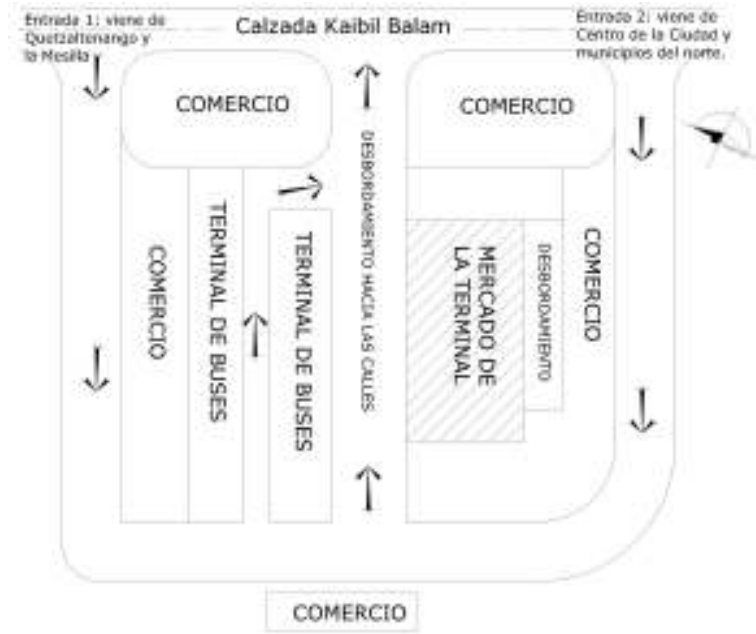 Entrada 1: viene de
Quetzaltenango y
la Mesilla
Calzada Kaibil Balam
Entrada 2: viene de
Centro de la Ciudad y
municipios del norte.
COMERCIO
COMERCIO
COMERCIO
TERMINAL DE BUSES
TERMINAL DE BUSES
DESBORDAMIENTO HACIA LAS CALLES
MERCADO DE
LA TERMINAL
DESBORDAMIENTO
COMERCIO
COMERCIO